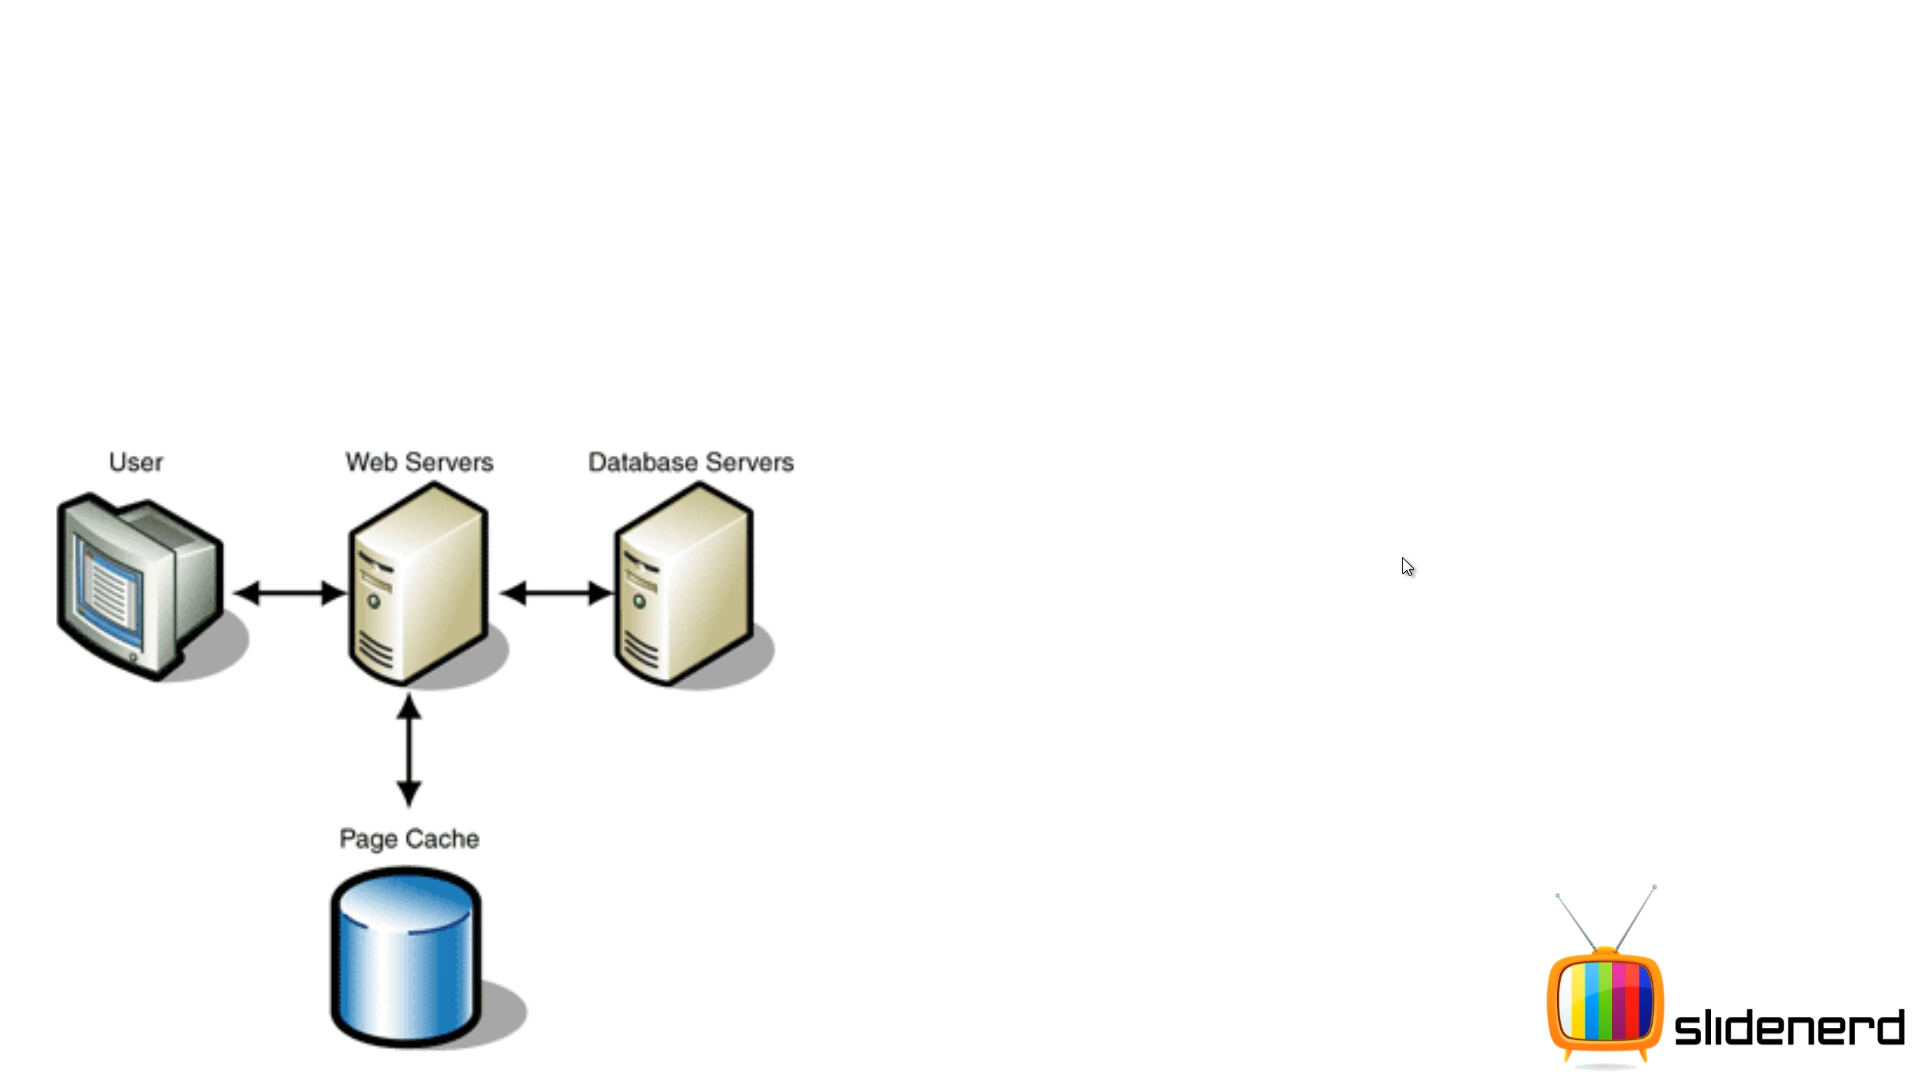 User
Web Servers
Database Servers
Page Cache
slidenerd